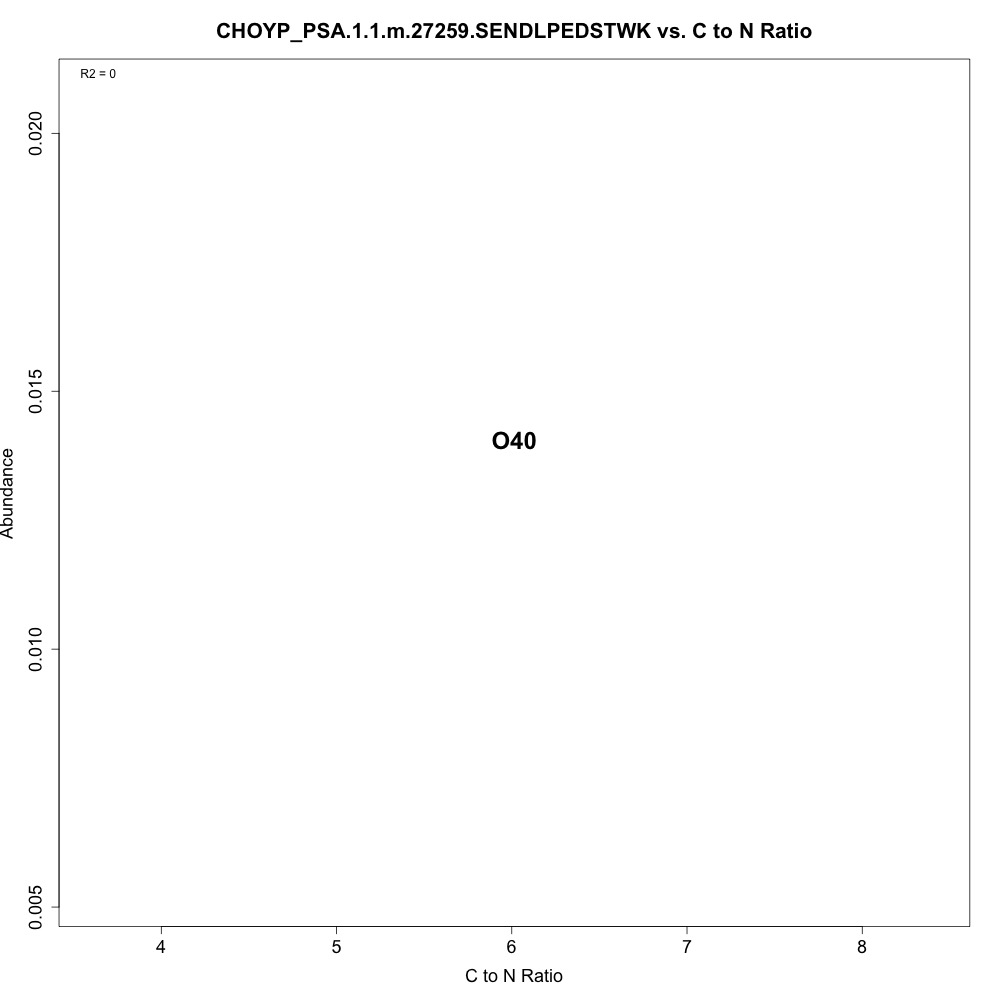 CHOYP_PSA.1.1.m.27259.SENDLPEDSTWK vs. C to N Ratio
R2 = 0
0.020
0.015
0.010
0.005
Abundance
O40
4 5 6 7 8
C to N Ratio